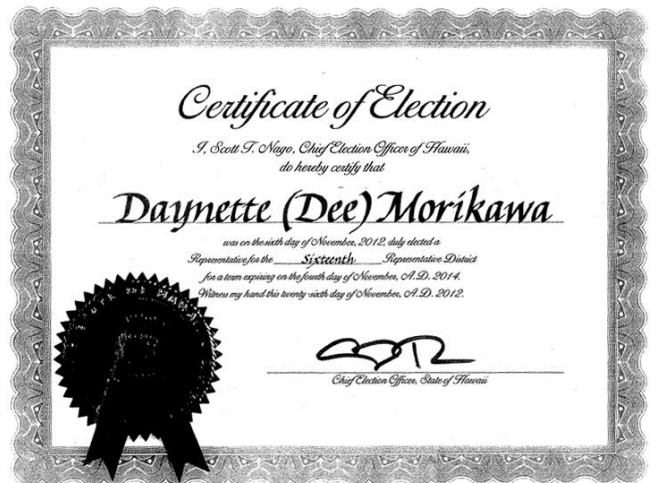 Certificate of Election
I, Scott T. Nago, Chief Election Officer of Hawaii,
do hereby certify that
Daynette (Dee) Morikawa
was on the sixth day of November, 2012, duly elected a
Representative for the Sixteenth Representative District
for a term expiring on the fourth day of November, A.D. 2014.
Witness my hand this twenty-sixth day of November, A.D. 2012.
Chief Election Officer, State of Hawaii